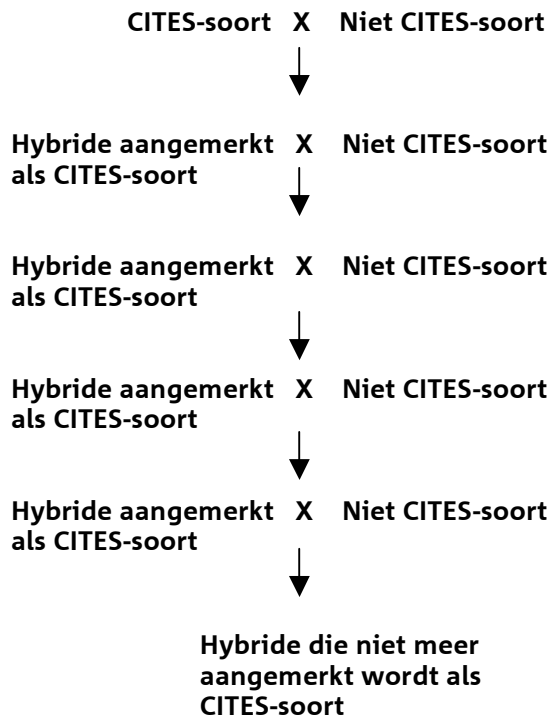 CITES-soort X Niet CITES-soort
Hybride aangemerkt X Niet CITES-soort
als CITES-soort
Hybride aangemerkt X Niet CITES-soort
als CITES-soort
Hybride aangemerkt X Niet CITES-soort
als CITES-soort
Hybride aangemerkt X Niet CITES-soort
als CITES-soort
Hybride die niet meer
aangemerkt wordt als
CITES-soort